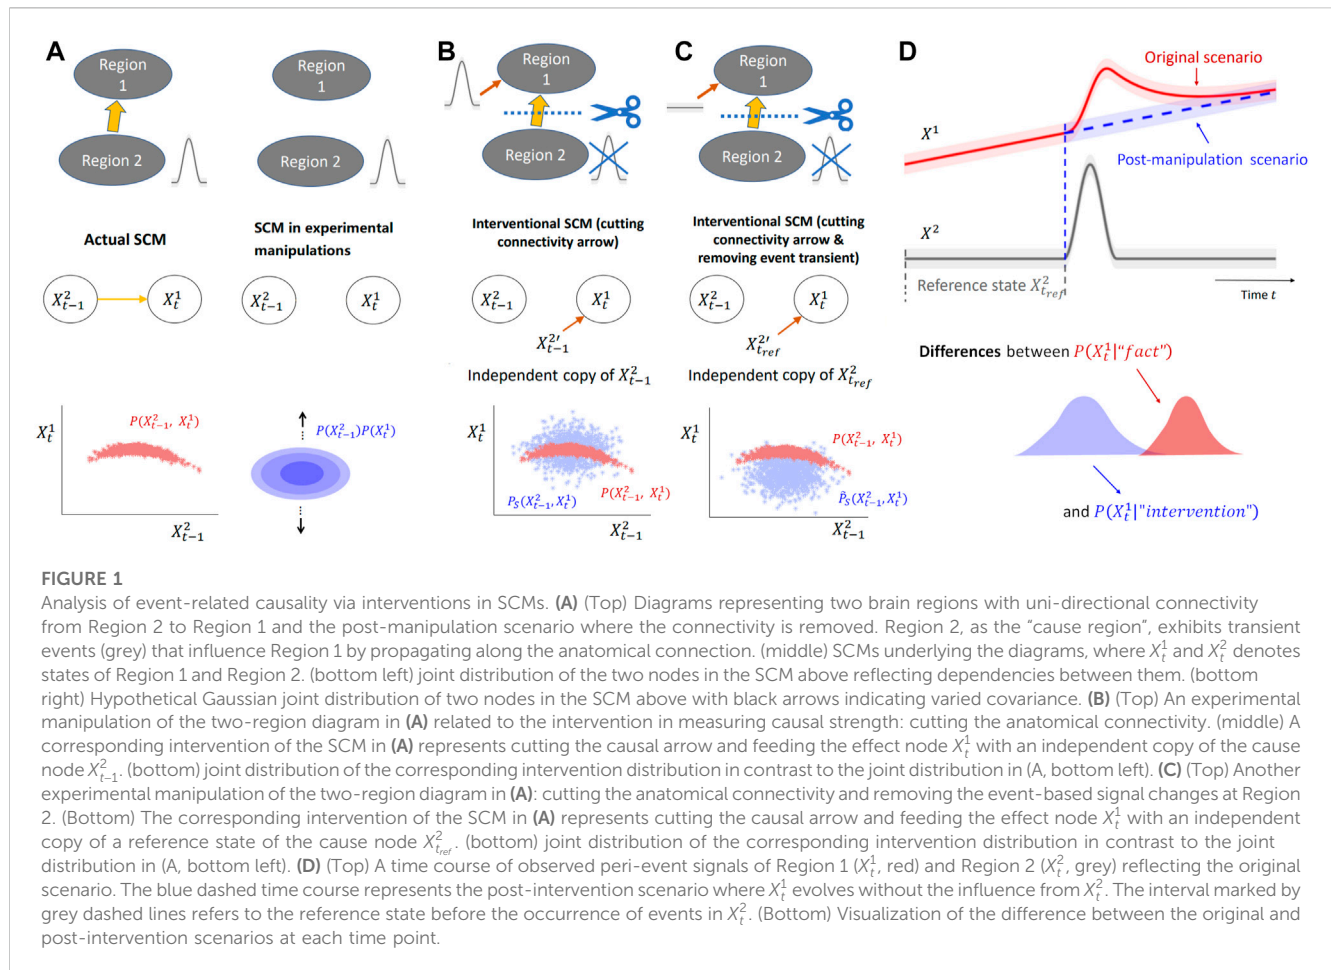 A
Region
1
Region 2
Region
1
Region 2
Actual SCM
SCM in experimental
manipulations
X²ₜ₋₁
X¹ₜ
X²ₜ₋₁
X¹ₜ
X¹ₜ
P(X²ₜ₋₁, X¹ₜ)
P(X²ₜ₋₁)P(X¹ₜ)
X²ₜ₋₁
B
Region
1
Region 2
Interventional SCM (cutting
connectivity arrow)
X²ₜ₋₁
X¹ₜ
X²′ₜ₋₁
Independent copy of X²ₜ₋₁
X¹ₜ
P_S(X²ₜ₋₁, X¹ₜ)
P(X²ₜ₋₁, X¹ₜ)
X²ₜ₋₁
C
Region
1
Region 2
Interventional SCM (cutting
connectivity arrow &
removing event transient)
X²ₜ₋₁
X¹ₜ
X²′_{t_ref}
Independent copy of X²_{t_ref}
X¹ₜ
P(X²ₜ₋₁, X¹ₜ)
P̃_S(X²ₜ₋₁, X¹ₜ)
X²ₜ₋₁
D
Original scenario
X¹
Post-manipulation scenario
X²
Reference state X²_{t_ref}
Time t
Differences between P(X¹ₜ|"fact")
and P(X¹ₜ|"intervention")
FIGURE 1
Analysis of event-related causality via interventions in SCMs. (A) (Top) Diagrams representing two brain regions with uni-directional connectivity
from Region 2 to Region 1 and the post-manipulation scenario where the connectivity is removed. Region 2, as the "cause region", exhibits transient
events (grey) that influence Region 1 by propagating along the anatomical connection. (middle) SCMs underlying the diagrams, where X¹ₜ and X²ₜ denotes
states of Region 1 and Region 2. (bottom left) joint distribution of the two nodes in the SCM above reflecting dependencies between them. (bottom
right) Hypothetical Gaussian joint distribution of two nodes in the SCM above with black arrows indicating varied covariance. (B) (Top) An experimental
manipulation of the two-region diagram in (A) related to the intervention in measuring causal strength: cutting the anatomical connectivity. (middle) A
corresponding intervention of the SCM in (A) represents cutting the causal arrow and feeding the effect node X¹ₜ with an independent copy of the cause
node X²ₜ₋₁. (bottom) joint distribution of the corresponding intervention distribution in contrast to the joint distribution in (A, bottom left). (C) (Top) Another
experimental manipulation of the two-region diagram in (A): cutting the anatomical connectivity and removing the event-based signal changes at Region
2. (Bottom) The corresponding intervention of the SCM in (A) represents cutting the causal arrow and feeding the effect node X¹ₜ with an independent
copy of a reference state of the cause node X²_{t_ref}. (bottom) joint distribution of the corresponding intervention distribution in contrast to the joint
distribution in (A, bottom left). (D) (Top) A time course of observed peri-event signals of Region 1 (X¹ₜ, red) and Region 2 (X²ₜ, grey) reflecting the original
scenario. The blue dashed time course represents the post-intervention scenario where X¹ₜ evolves without the influence from X²ₜ. The interval marked by
grey dashed lines refers to the reference state before the occurrence of events in X²ₜ. (Bottom) Visualization of the difference between the original and
post-intervention scenarios at each time point.